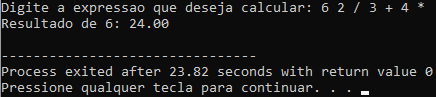 Digite a expressao que deseja calcular: 6 2 / 3 + 4 *
Resultado de 6: 24.00
--------------------------------
Process exited after 23.82 seconds with return value 0
Pressione qualquer tecla para continuar. . .